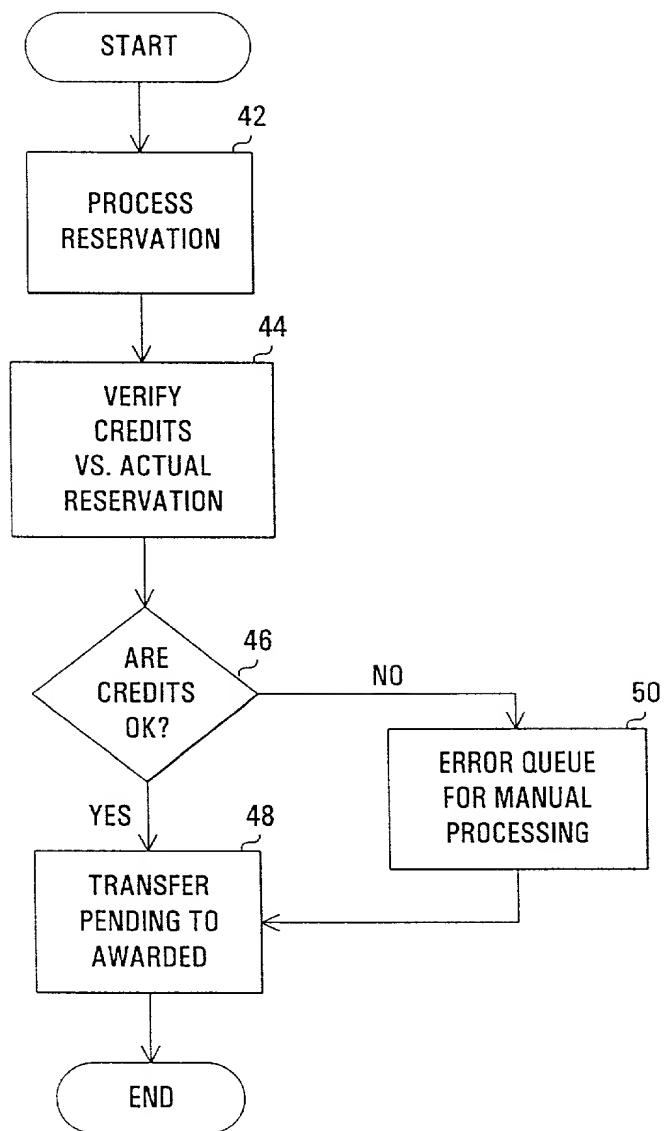 START
42
PROCESS
RESERVATION
44
VERIFY
CREDITS
VS. ACTUAL
RESERVATION
46
ARE
CREDITS
OK?
NO
50
ERROR QUEUE
FOR MANUAL
PROCESSING
YES
48
TRANSFER
PENDING TO
AWARDED
END